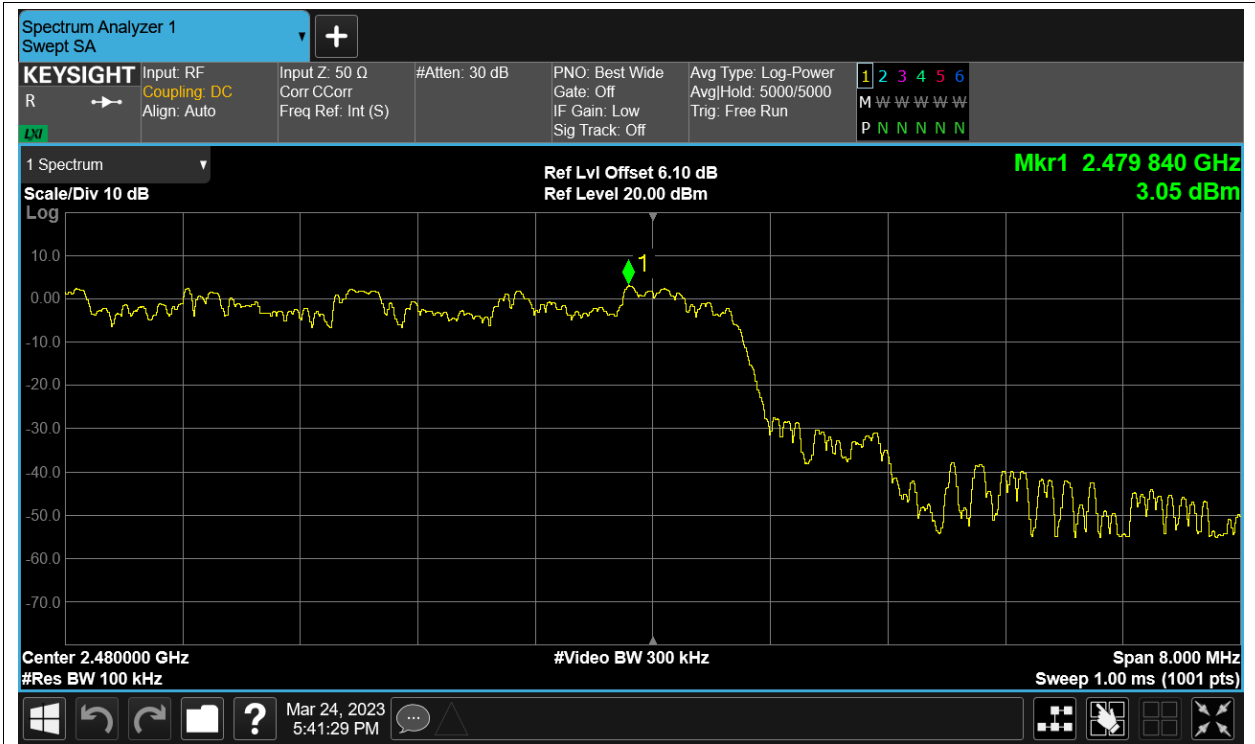 Spectrum Analyzer 1
Swept SA
+
KEYSIGHT
R
LXI
Input: RF
Coupling: DC
Align: Auto
Input Z: 50 Ω
Corr CCorr
Freq Ref: Int (S)
#Atten: 30 dB
PNO: Best Wide
Gate: Off
IF Gain: Low
Sig Track: Off
Avg Type: Log-Power
Avg|Hold: 5000/5000
Trig: Free Run
1 2 3 4 5 6
M W W W W W
P N N N N N
1 Spectrum
Scale/Div 10 dB
Log
Ref Lvl Offset 6.10 dB
Ref Level 20.00 dBm
Mkr1 2.479 840 GHz
3.05 dBm
1
10.0
0.00
-10.0
-20.0
-30.0
-40.0
-50.0
-60.0
-70.0
Center 2.480000 GHz
#Res BW 100 kHz
#Video BW 300 kHz
Span 8.000 MHz
Sweep 1.00 ms (1001 pts)
?
Mar 24, 2023
5:41:29 PM